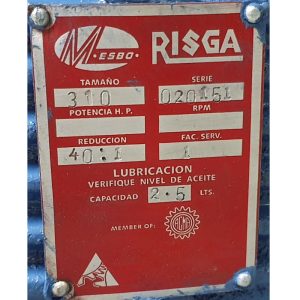 M·ESBO· RISGA
TAMAÑO SERIE
310 020151
POTENCIA H. P. RPM
REDUCCION FAC. SERV.
40:1 1
LUBRICACION
VERIFIQUE NIVEL DE ACEITE
CAPACIDAD 2.5 LTS.
MEMBER OF: